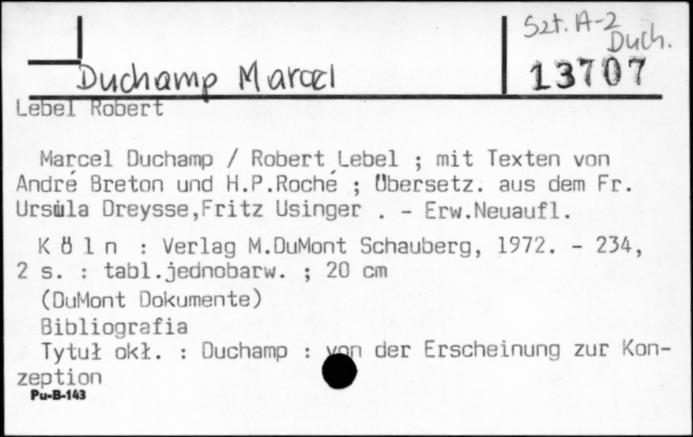 Szt. A-2
Duch.
Duchamp Marcel
13707
Lebel Robert
Marcel Duchamp / Robert Lebel ; mit Texten von
André Breton und H.P.Roché ; Übersetz. aus dem Fr.
Ursula Dreysse,Fritz Usinger . - Erw.Neuaufl.
K ö l n : Verlag M.DuMont Schauberg, 1972. - 234,
2 s. : tabl.jednobarw. ; 20 cm
(DuMont Dokumente)
Bibliografia
Tytuł okł. : Duchamp : von der Erscheinung zur Kon-
zeption
Pu-B-143